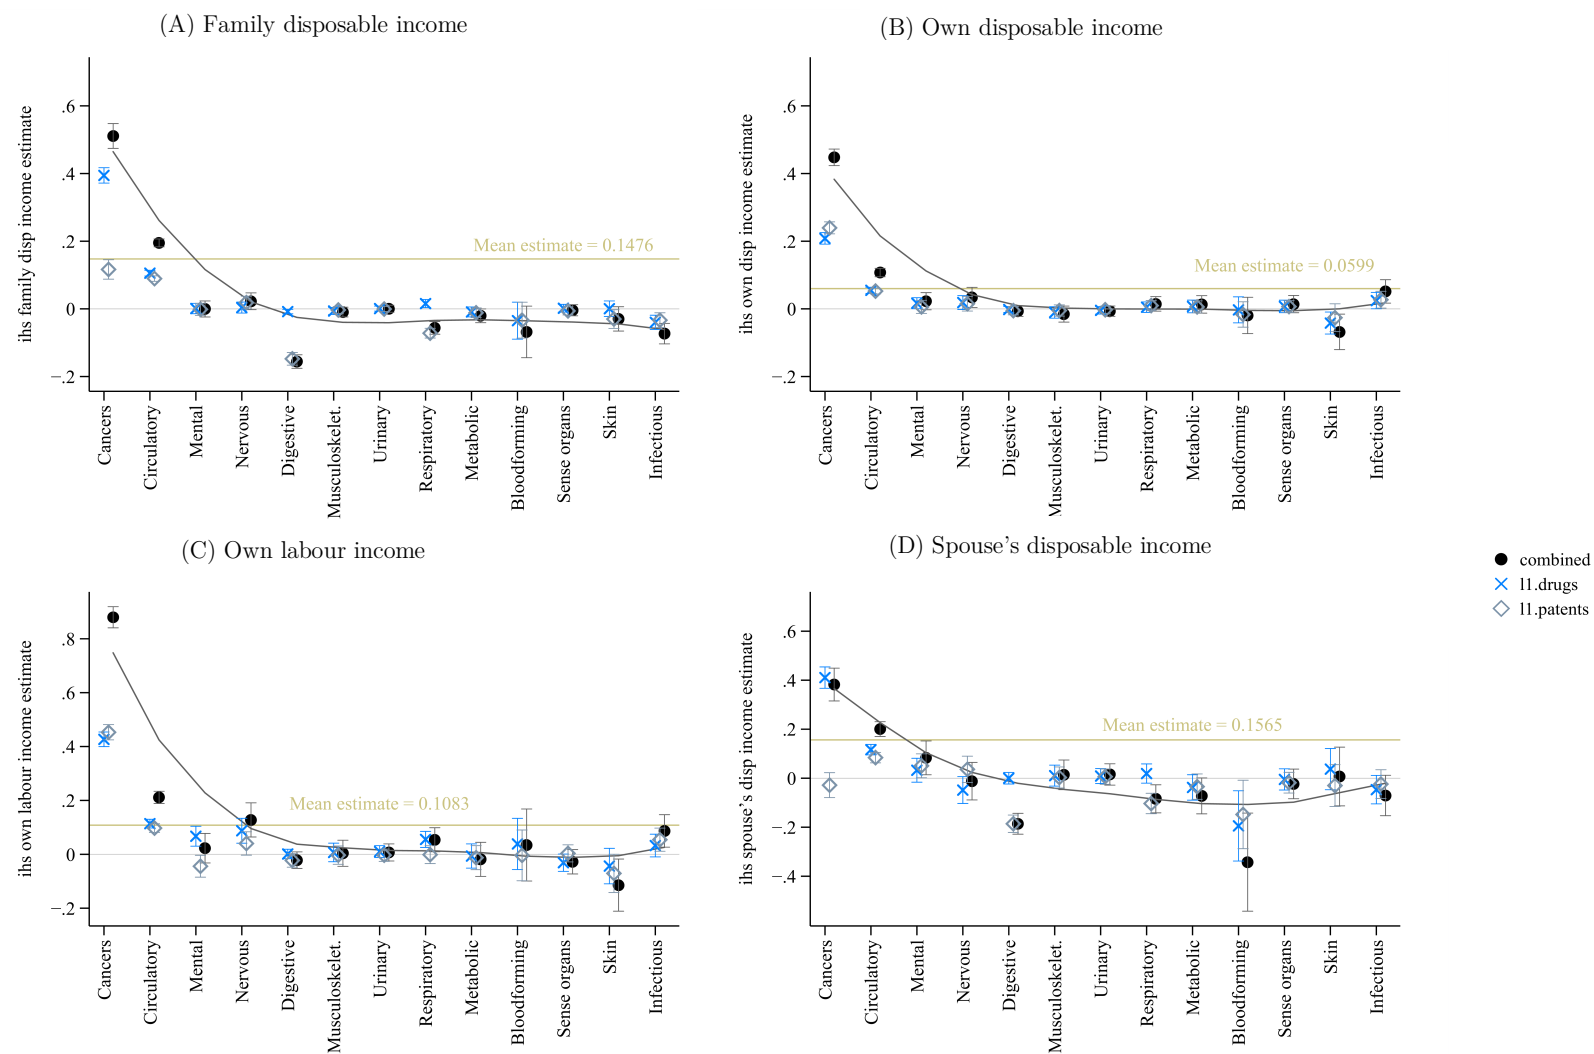 (A) Family disposable income
ihs family disp income estimate
.6
.4
.2
0
−.2
Mean estimate = 0.1476
Cancers
Circulatory
Mental
Nervous
Digestive
Musculoskelet.
Urinary
Respiratory
Metabolic
Bloodforming
Sense organs
Skin
Infectious
(B) Own disposable income
ihs own disp income estimate
.6
.4
.2
0
−.2
Mean estimate = 0.0599
Cancers
Circulatory
Mental
Nervous
Digestive
Musculoskelet.
Urinary
Respiratory
Metabolic
Bloodforming
Sense organs
Skin
Infectious
(C) Own labour income
ihs own labour income estimate
.8
.6
.4
.2
0
−.2
Mean estimate = 0.1083
Cancers
Circulatory
Mental
Nervous
Digestive
Musculoskelet.
Urinary
Respiratory
Metabolic
Bloodforming
Sense organs
Skin
Infectious
(D) Spouse's disposable income
ihs spouse's disp income estimate
.6
.4
.2
0
−.2
−.4
Mean estimate = 0.1565
Cancers
Circulatory
Mental
Nervous
Digestive
Musculoskelet.
Urinary
Respiratory
Metabolic
Bloodforming
Sense organs
Skin
Infectious
combined
l1.drugs
l1.patents